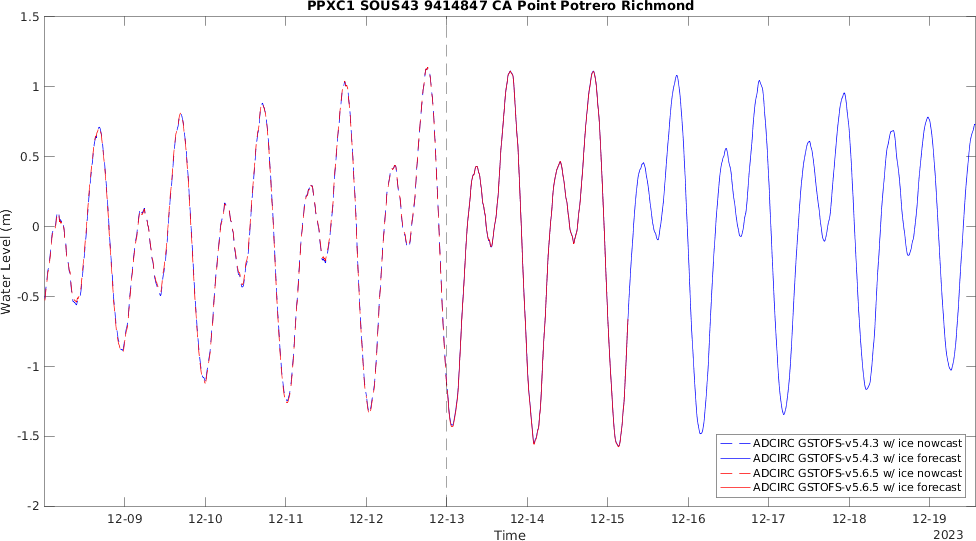 PPXC1 SOUS43 9414847 CA Point Potrero Richmond
1.5
1
0.5
0
-0.5
-1
-1.5
-2
Water Level (m)
12-09 12-10 12-11 12-12 12-13 12-14 12-15 12-16 12-17 12-18 12-19
Time
2023
ADCIRC GSTOFS-v5.4.3 w/ ice nowcast
ADCIRC GSTOFS-v5.4.3 w/ ice forecast
ADCIRC GSTOFS-v5.6.5 w/ ice nowcast
ADCIRC GSTOFS-v5.6.5 w/ ice forecast